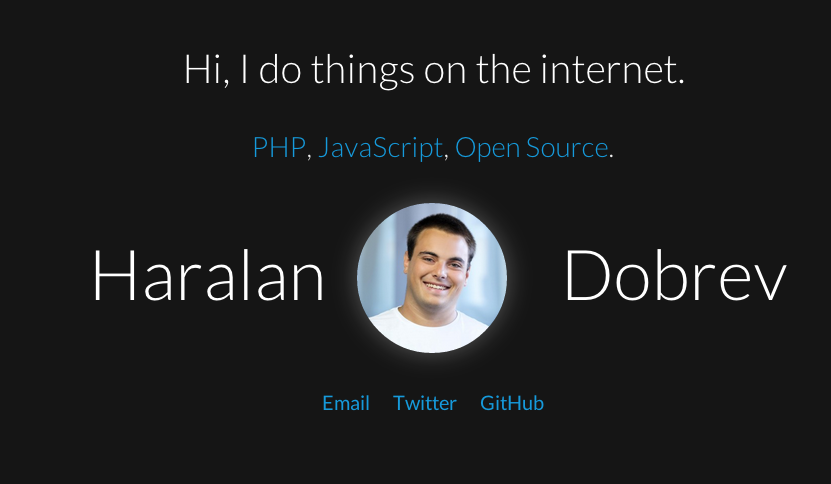 Hi, I do things on the internet.
PHP, JavaScript, Open Source.
Haralan Dobrev
Email Twitter GitHub